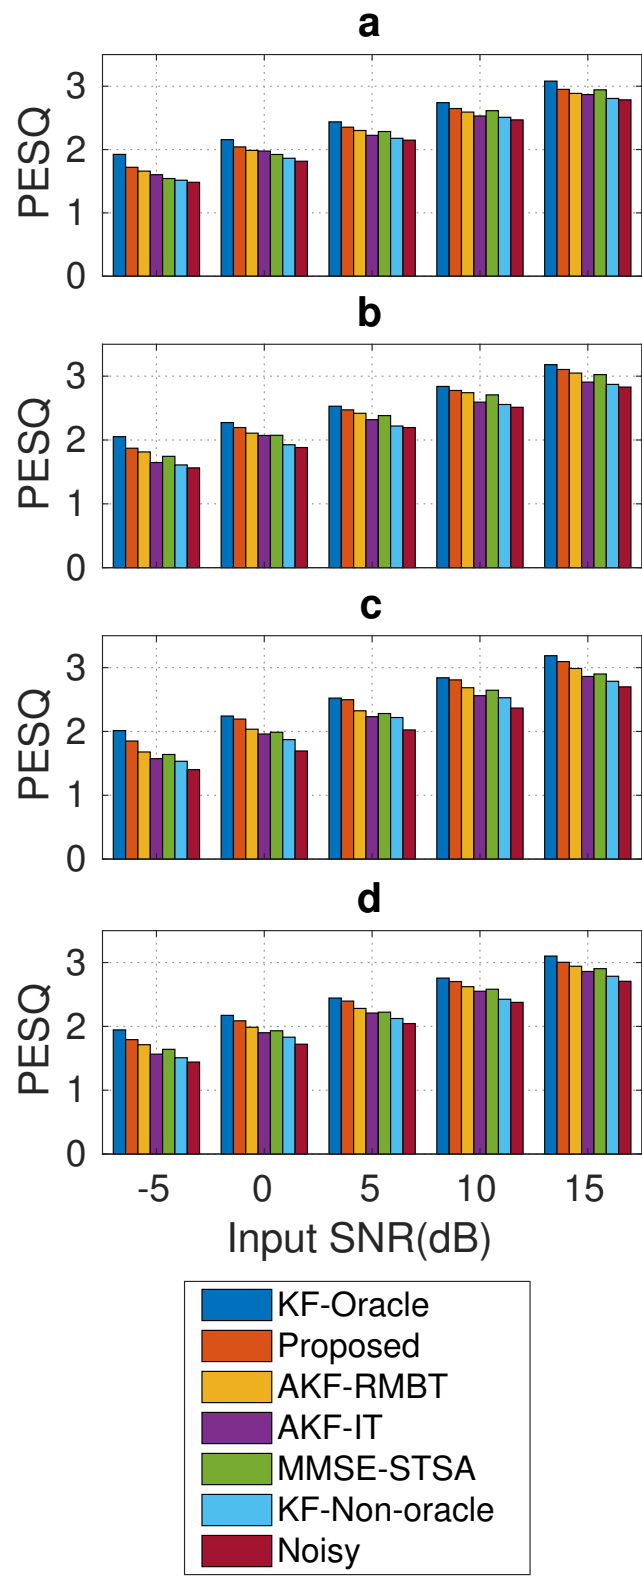 a
3
2
1
0
PESQ
b
3
2
1
0
PESQ
c
3
2
1
0
PESQ
d
3
2
1
0
PESQ
-5 0 5 10 15
Input SNR(dB)
KF-Oracle
Proposed
AKF-RMBT
AKF-IT
MMSE-STSA
KF-Non-oracle
Noisy